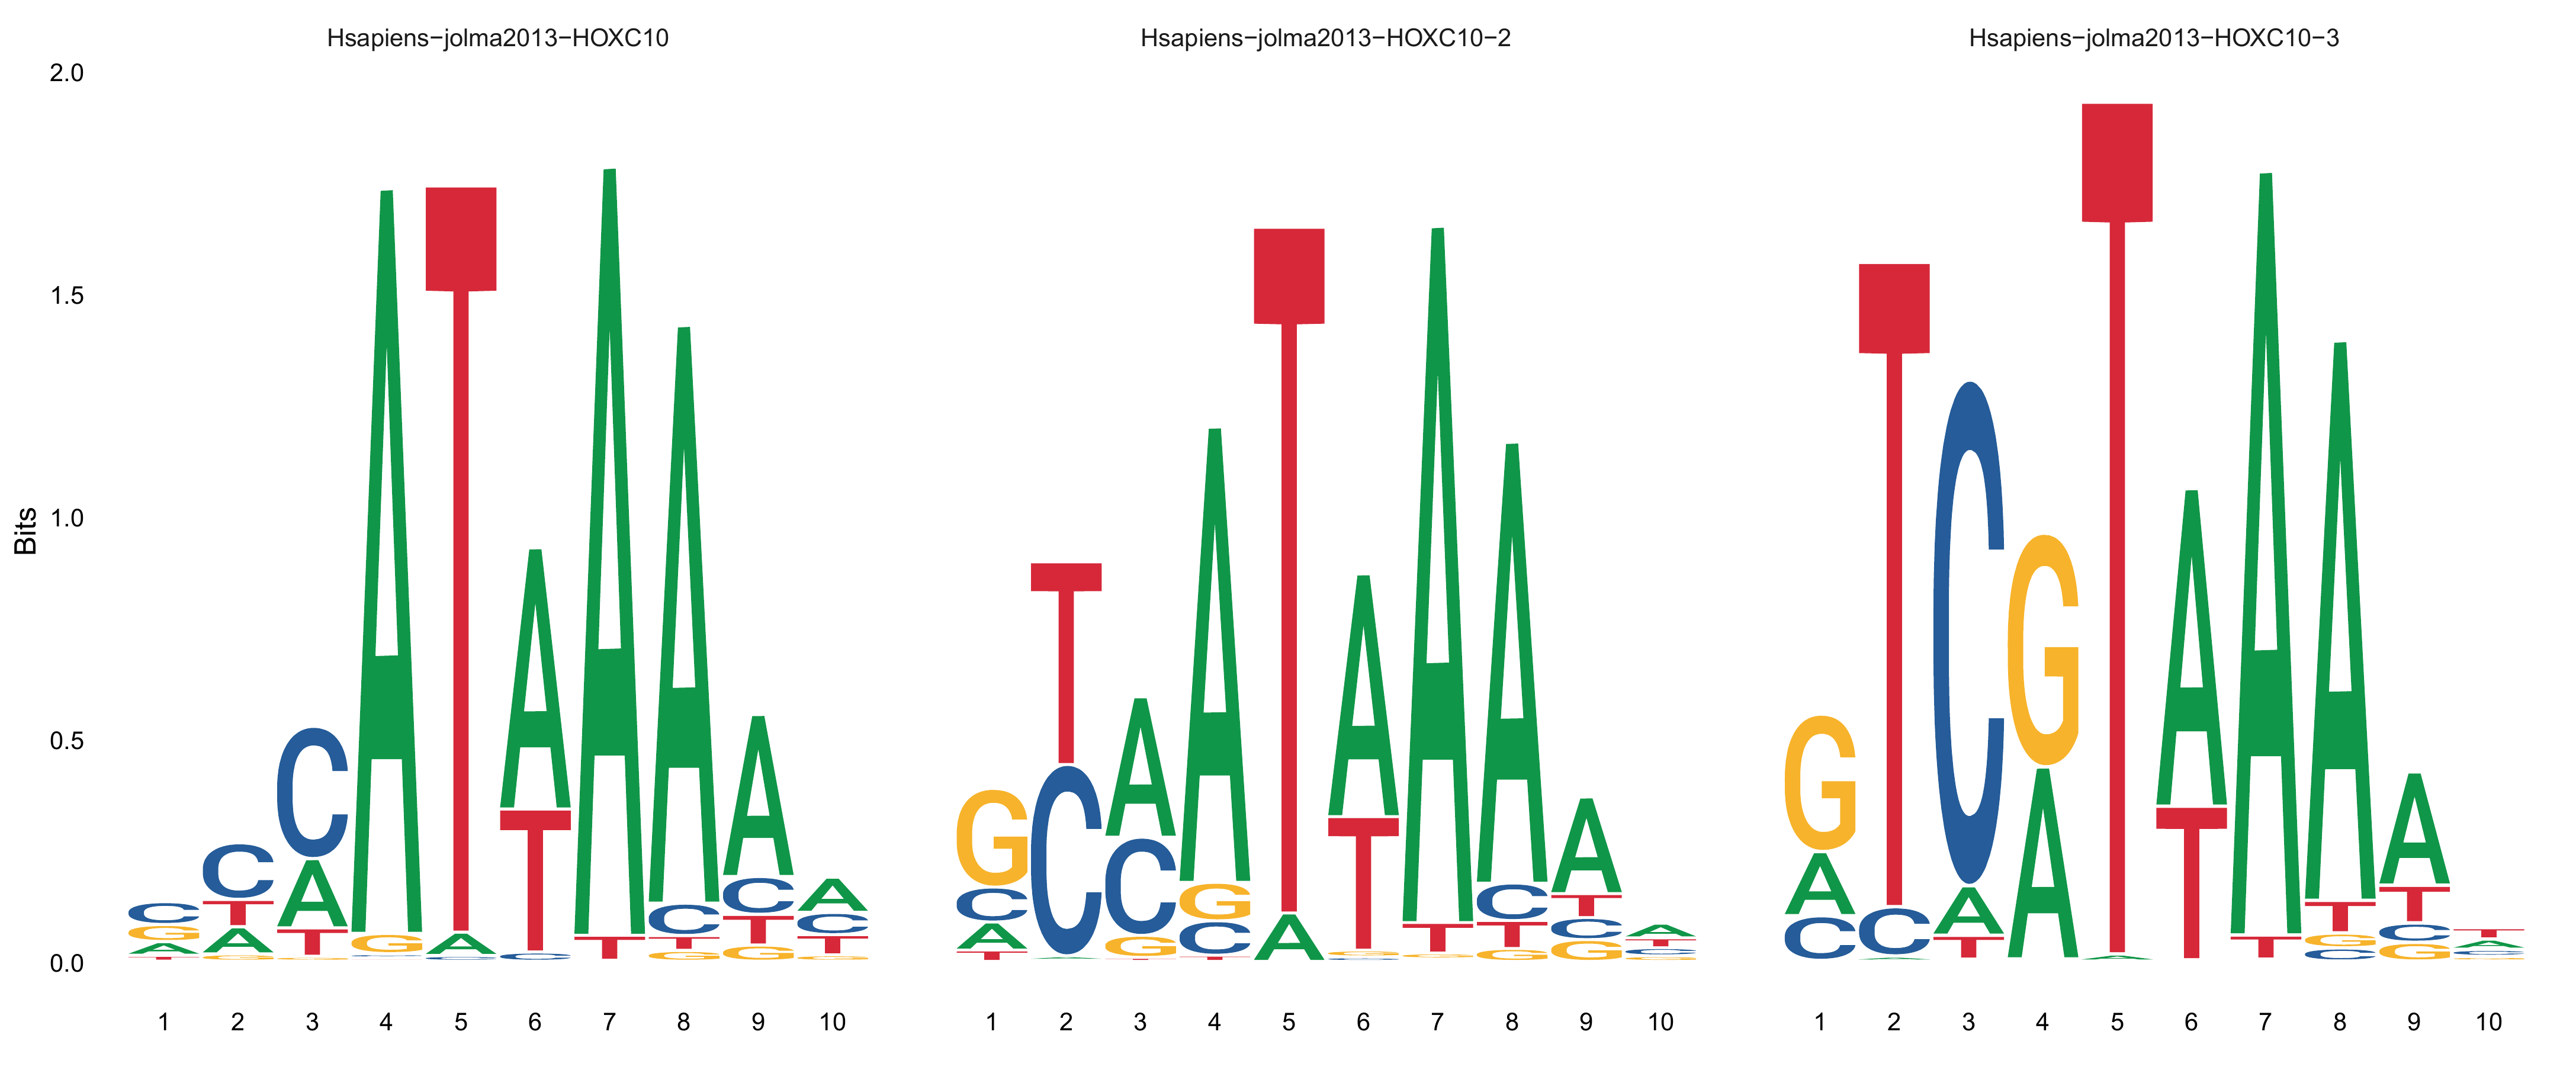 Hsapiens−jolma2013−HOXC10 Hsapiens−jolma2013−HOXC10−2 Hsapiens−jolma2013−HOXC10−3
2.0
1.5
1.0
0.5
0.0
Bits
C G A T
C T A G
C A T G
A G C
T A C
A T C
A T
A C T G
A C T G
A C T G
1 2 3 4 5 6 7 8 9 10
G C A T
T C A
A C G T
A G C T
T A
A T G C
A T G
A C T G
A T C G
A T C G
1 2 3 4 5 6 7 8 9 10
G A C
T C A
C A T
G A
T A
A T
A T
A T G C
A T C G
T A C G
1 2 3 4 5 6 7 8 9 10